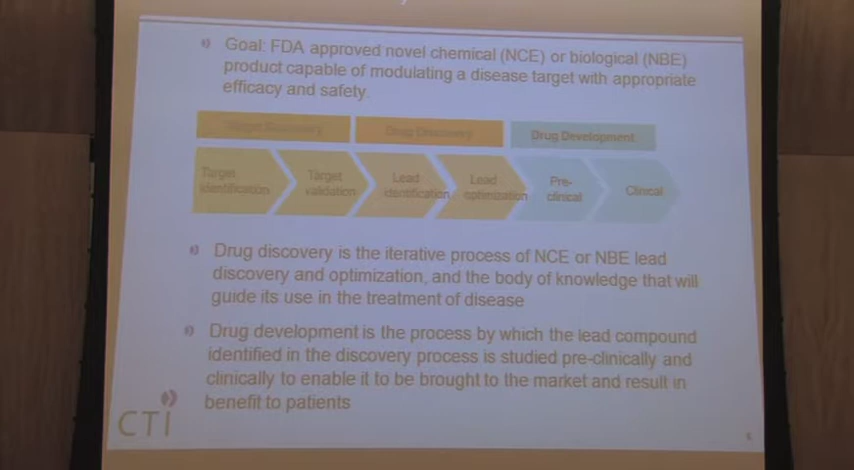 Goal: FDA approved novel chemical (NCE) or biological (NBE)
product capable of modulating a disease target with appropriate
efficacy and safety.
Target Discovery
Drug Discovery
Drug Development
Target
identification
Target
validation
Lead
identification
Lead
optimization
Pre-
clinical
Clinical
Drug discovery is the iterative process of NCE or NBE lead
discovery and optimization, and the body of knowledge that will
guide its use in the treatment of disease
Drug development is the process by which the lead compound
identified in the discovery process is studied pre-clinically and
clinically to enable it to be brought to the market and result in
benefit to patients
CTI